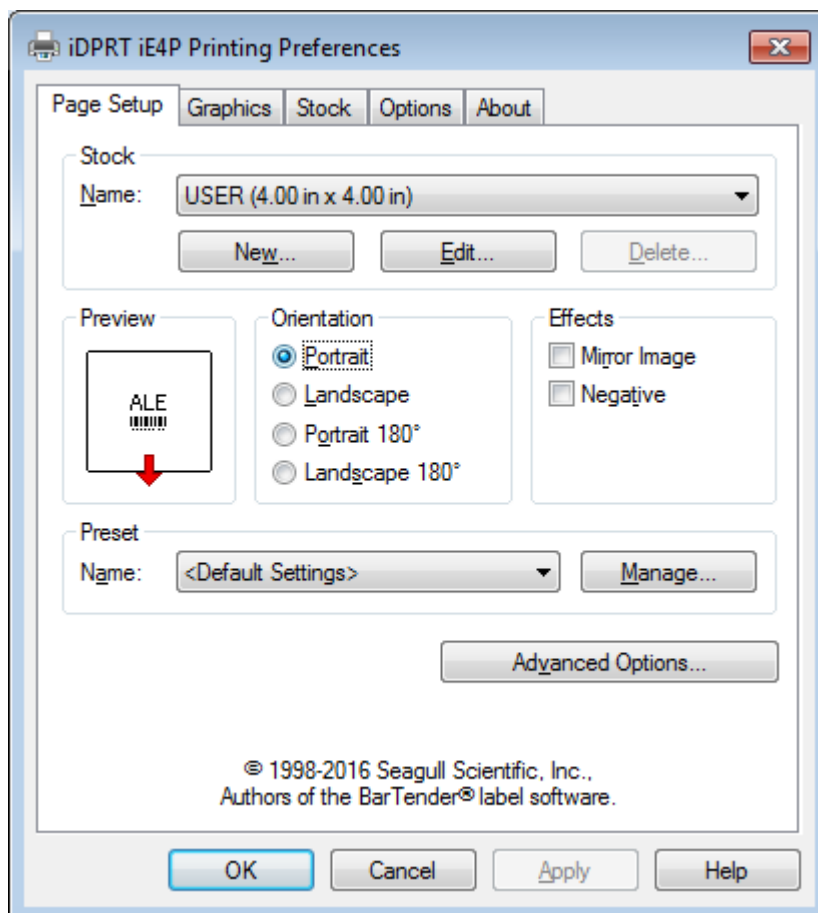 iDPRT iE4P Printing Preferences
Page Setup Graphics Stock Options About
Stock
Name: USER (4.00 in x 4.00 in)
New... Edit... Delete...
Preview Orientation Effects
ALE
Portrait
Landscape
Portrait 180°
Landscape 180°
Mirror Image
Negative
Preset
Name: <Default Settings> Manage...
Advanced Options...
© 1998-2016 Seagull Scientific, Inc.,
Authors of the BarTender® label software.
OK Cancel Apply Help